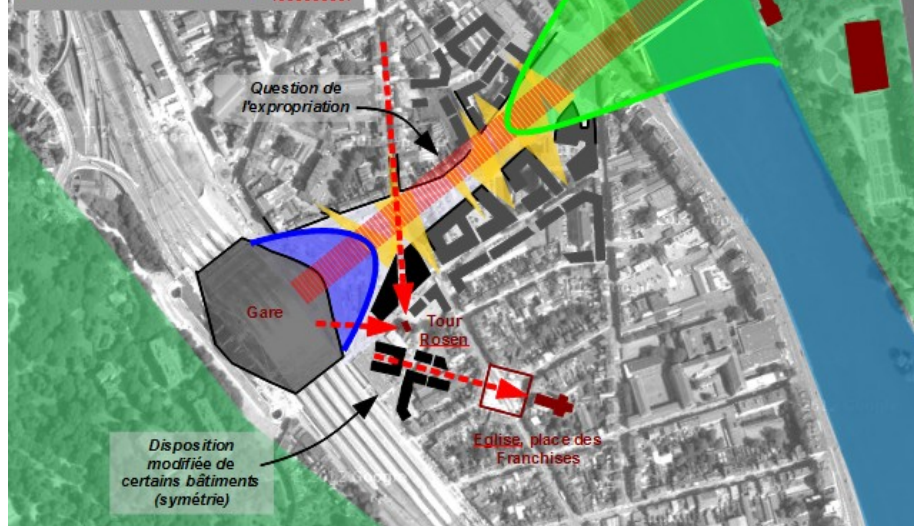 Question de
l'expropriation
Gare
Tour
Rosen
Eglise, place des
Franchises
Disposition
modifiée de
certains bâtiments
(symétrie)